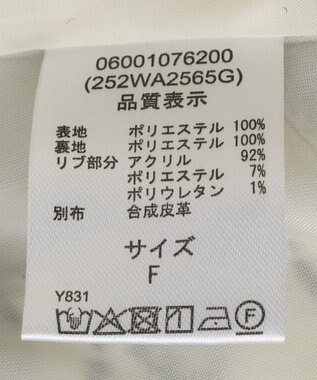 06001076200
(252WA2565G)
品質表示
表地 ポリエステル 100%
裏地 ポリエステル 100%
リブ部分 アクリル 92%
ポリエステル 7%
ポリウレタン 1%
別布 合成皮革
サイズ
F
Y831
F